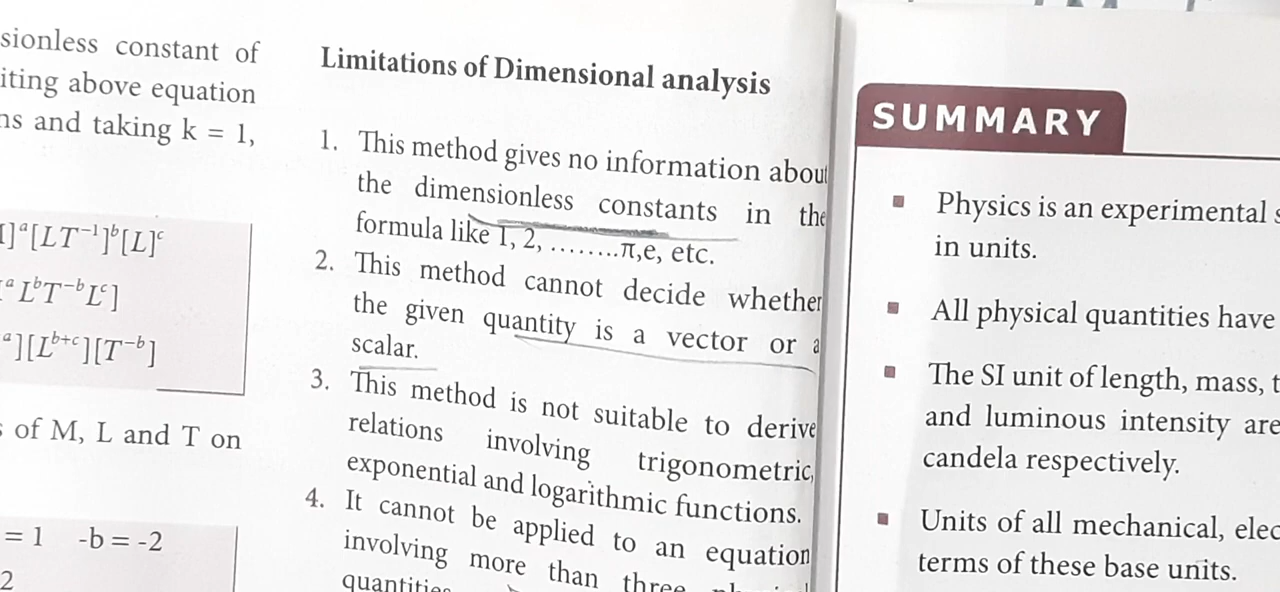 sionless constant of
iting above equation
ns and taking k = 1,
]ᵃ[LT⁻¹]ᵇ[L]ᶜ
ᵃ LᵇT⁻ᵇLᶜ]
ᵃ][Lᵇ⁺ᶜ][T⁻ᵇ]
of M, L and T on
= 1 -b = -2
2
Limitations of Dimensional analysis
1. This method gives no information about
the dimensionless constants in the
formula like 1, 2, ........π,e, etc.
2. This method cannot decide whether
the given quantity is a vector or a
scalar.
3. This method is not suitable to derive
relations involving trigonometric,
exponential and logarithmic functions.
4. It cannot be applied to an equation
involving more than three
quantities
SUMMARY
▪ Physics is an experimental s
in units.
▪ All physical quantities have
▪ The SI unit of length, mass, t
and luminous intensity are
candela respectively.
▪ Units of all mechanical, elec
terms of these base units.